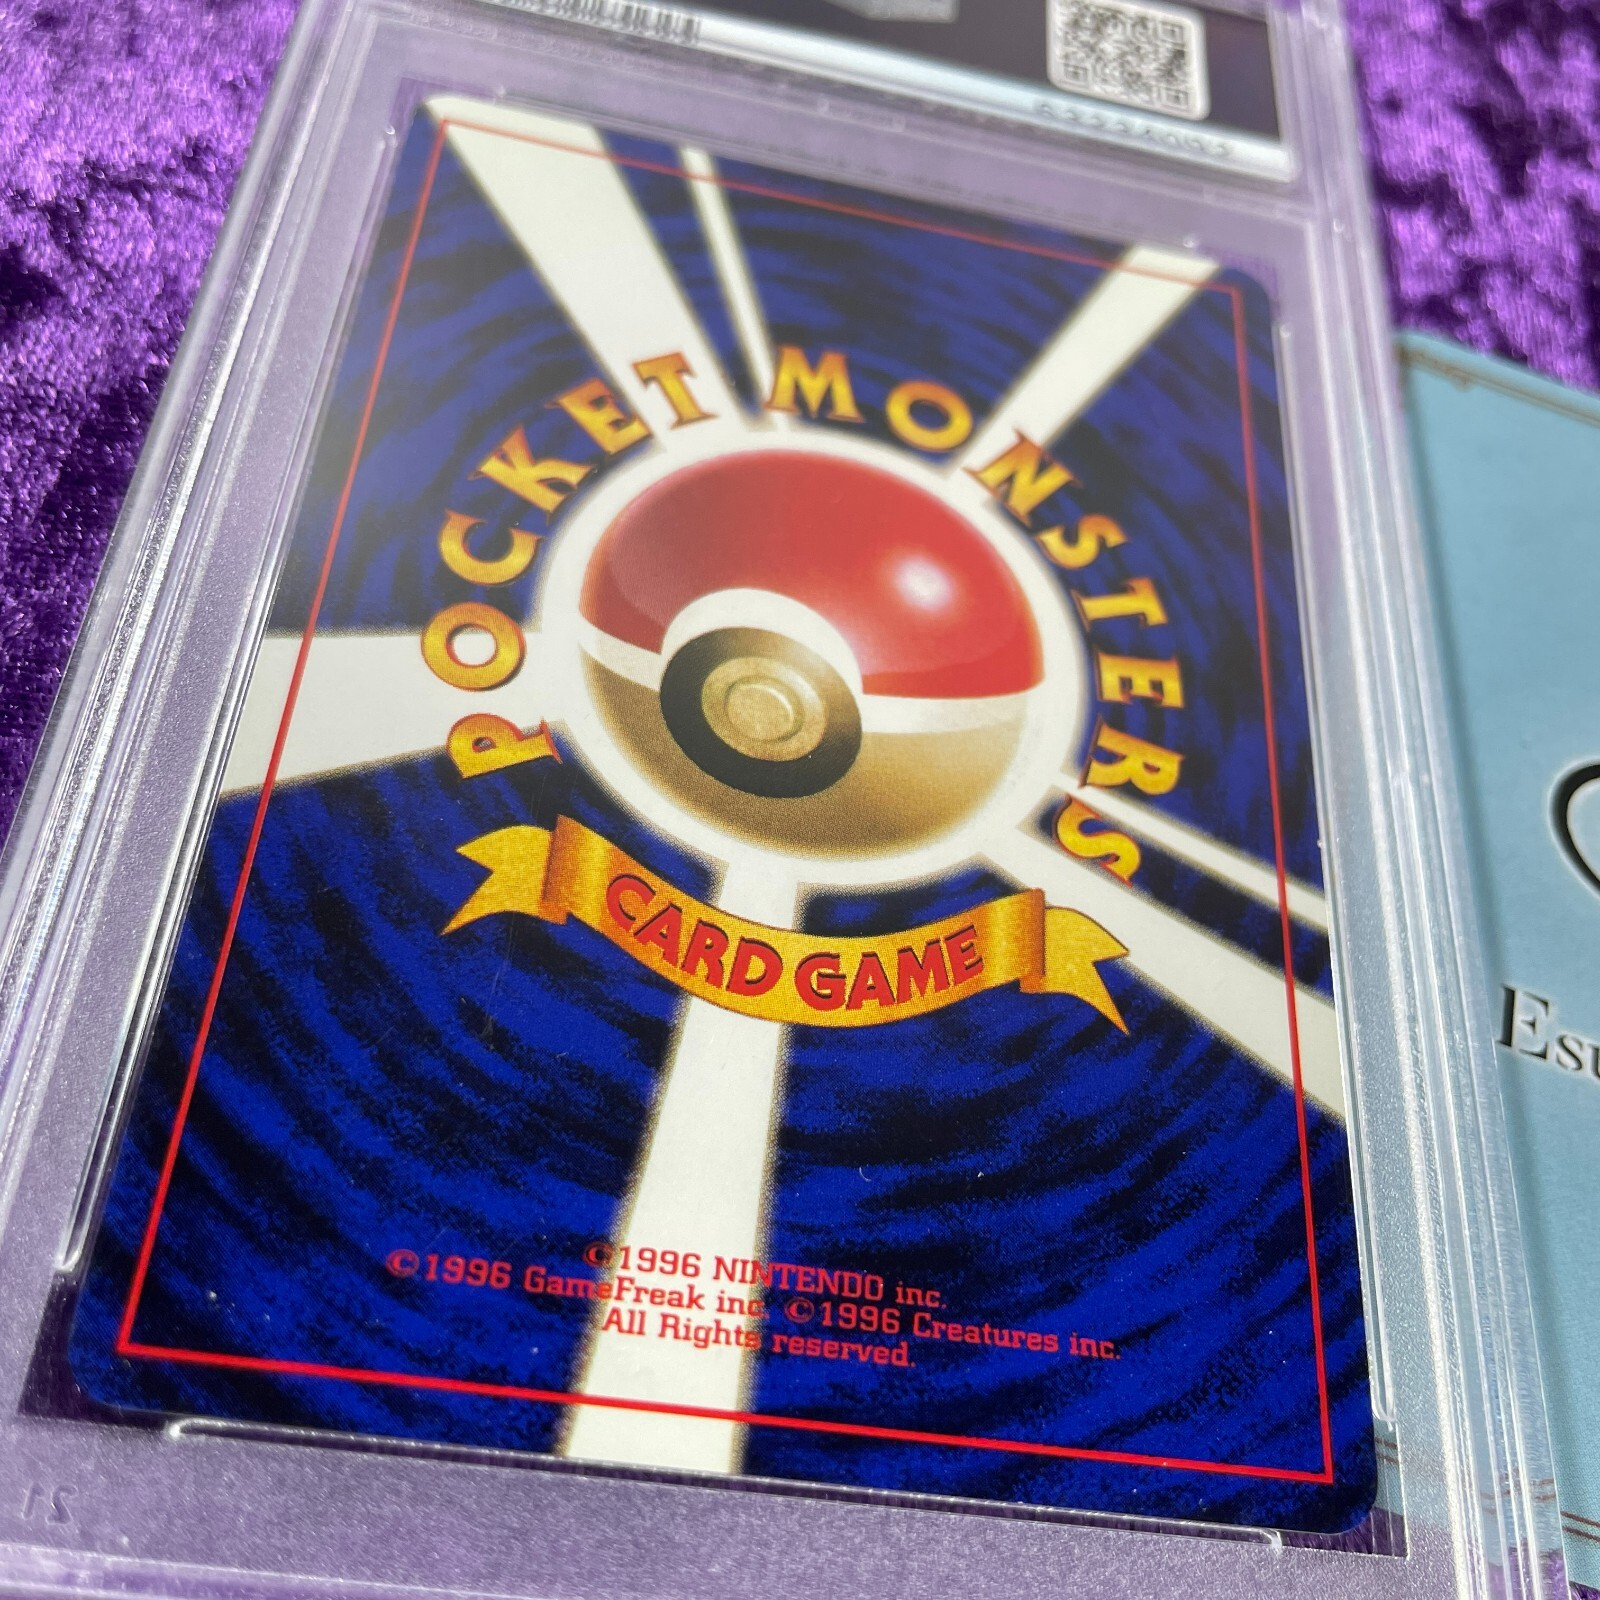 POCKET MONSTERS
CARD GAME
©1996 NINTENDO inc.
©1996 GameFreak inc. ©1996 Creatures inc.
All Rights reserved.